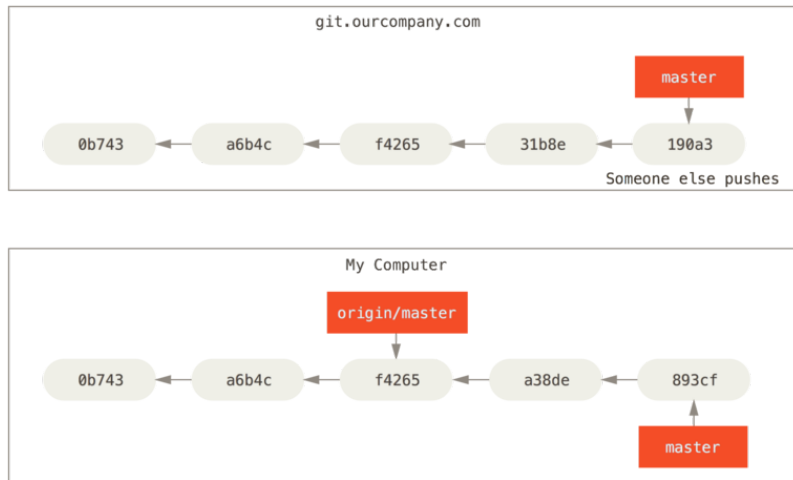 git.ourcompany.com
master
0b743 a6b4c f4265 31b8e 190a3
Someone else pushes
My Computer
origin/master
0b743 a6b4c f4265 a38de 893cf
master